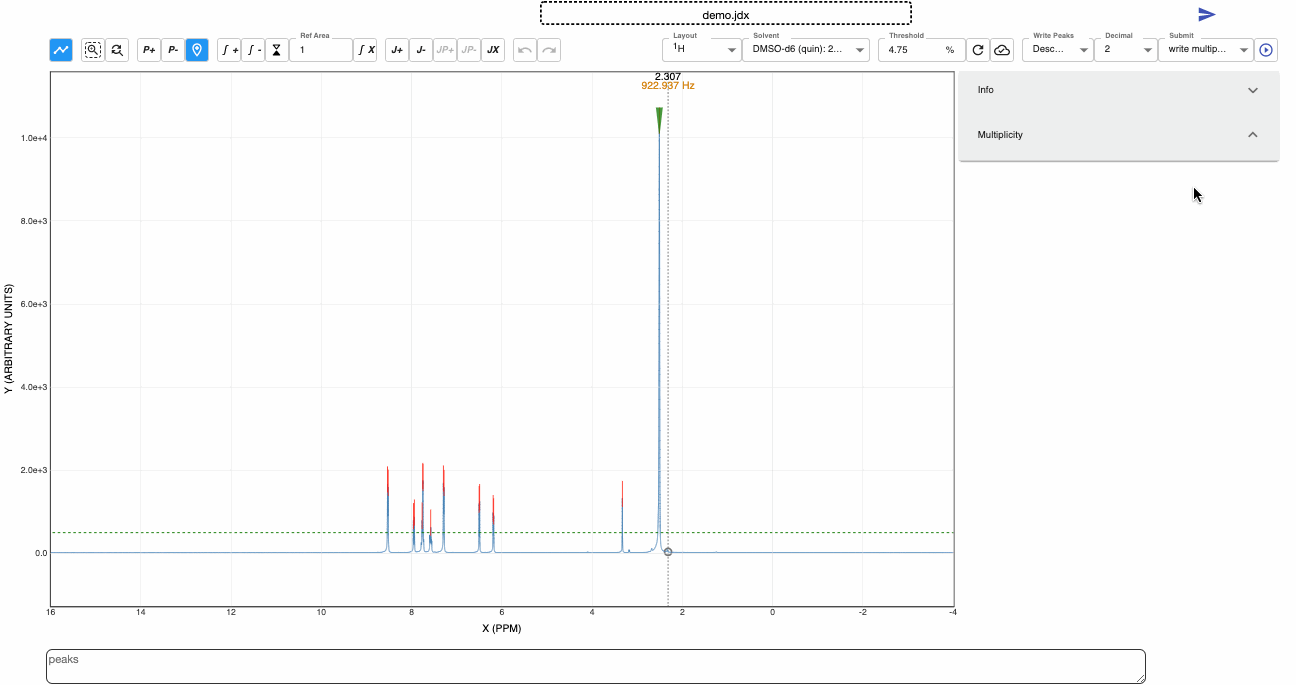 demo.jdx
P+ P- ∫ + ∫ - Ref Area 1 ∫ X J+ J- JP+ JP- JX Layout ¹H Solvent DMSO-d6 (quin): 2... Threshold 4.75 % Write Peaks Desc... Decimal 2 Submit write multip...
2.307
922.937 Hz
Info
Multiplicity
Y (ARBITRARY UNITS)
1.0e+4
8.0e+3
6.0e+3
4.0e+3
2.0e+3
0.0
16 14 12 10 8 6 4 2 0 -2 -4
X (PPM)
peaks